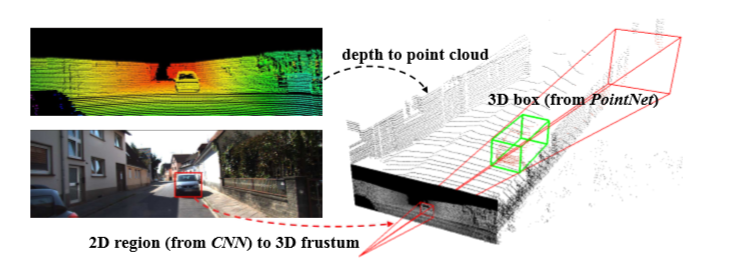 depth to point cloud
3D box (from PointNet)
2D region (from CNN) to 3D frustum